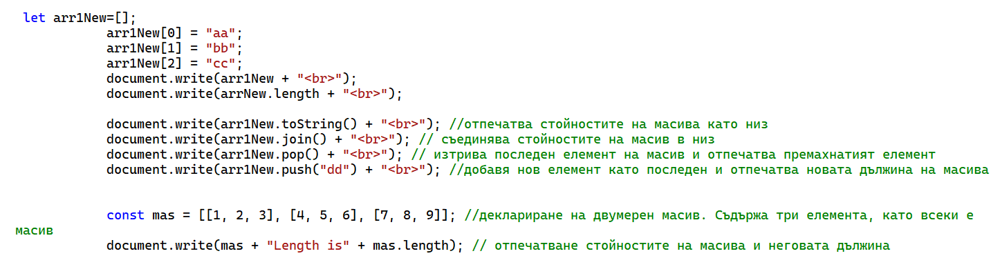 let arr1New=[];
arr1New[0] = "aa";
arr1New[1] = "bb";
arr1New[2] = "cc";
document.write(arr1New + "<br>");
document.write(arrNew.length + "<br>");
document.write(arr1New.toString() + "<br>"); //отпечатва стойностите на масива като низ
document.write(arr1New.join() + "<br>"); // съединява стойностите на масив в низ
document.write(arr1New.pop() + "<br>"); // изтрива последен елемент на масив и отпечатва премахнатият елемент
document.write(arr1New.push("dd") + "<br>"); //добавя нов елемент като последен и отпечатва новата дължина на масива
const mas = [[1, 2, 3], [4, 5, 6], [7, 8, 9]]; //деклариране на двумерен масив. Съдържа три елемента, като всеки е
масив
document.write(mas + "Length is" + mas.length); // отпечатване стойностите на масива и неговата дължина